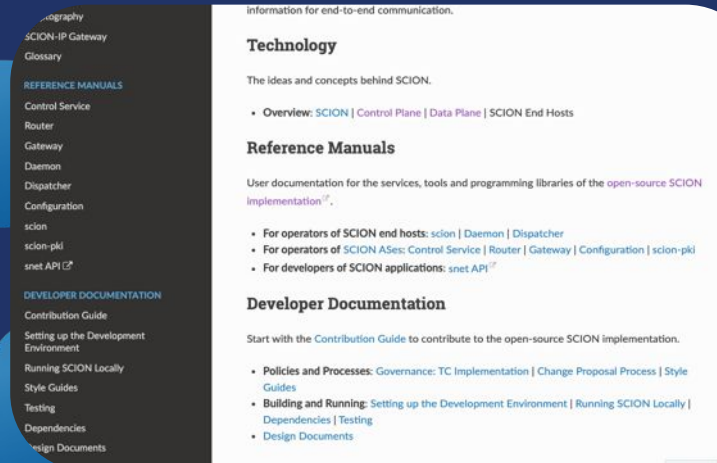 SCION-IP Gateway
Glossary
REFERENCE MANUALS
Control Service
Router
Gateway
Daemon
Dispatcher
Configuration
scion
scion-pki
snet API
DEVELOPER DOCUMENTATION
Contribution Guide
Setting up the Development
Environment
Running SCION Locally
Style Guides
Testing
Dependencies
Design Documents
information for end-to-end communication.
Technology
The ideas and concepts behind SCION.
• Overview: SCION | Control Plane | Data Plane | SCION End Hosts
Reference Manuals
User documentation for the services, tools and programming libraries of the open-source SCION
implementation.
• For operators of SCION end hosts: scion | Daemon | Dispatcher
• For operators of SCION ASes: Control Service | Router | Gateway | Configuration | scion-pki
• For developers of SCION applications: snet API
Developer Documentation
Start with the Contribution Guide to contribute to the open-source SCION implementation.
• Policies and Processes: Governance: TC Implementation | Change Proposal Process | Style
Guides
• Building and Running: Setting up the Development Environment | Running SCION Locally |
Dependencies | Testing
• Design Documents